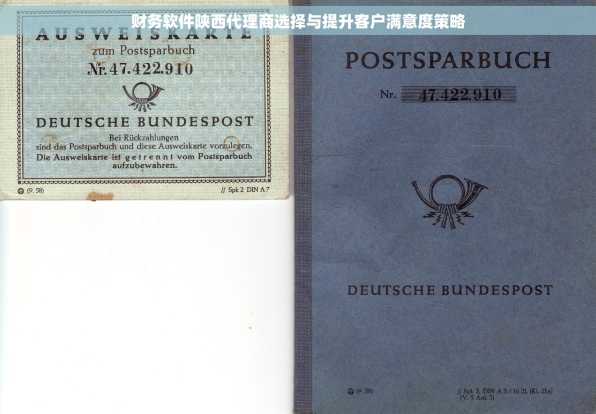 财务软件陕西代理商选择与提升客户满意度策略
AUSWEISKARTE
zum Postsparbuch
Nr. 47.422.910
DEUTSCHE BUNDESPOST
Bei Rückzahlungen
sind das Postsparbuch und diese Ausweiskarte vorzulegen.
Die Ausweiskarte ist getrennt vom Postsparbuch
aufzubewahren.
(9. 58)
// Spk 2 DIN A 7
POSTSPARBUCH
Nr. 47.422.910
DEUTSCHE BUNDESPOST